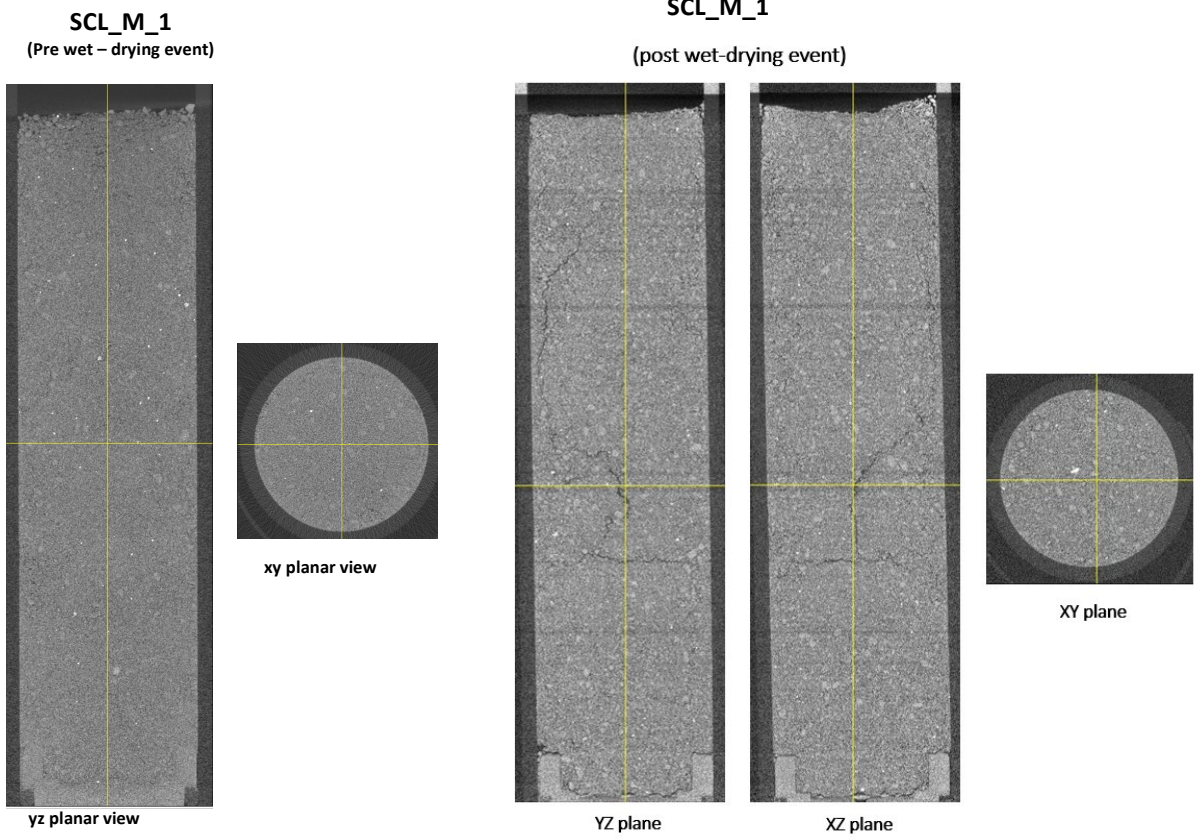 SCL_M_1
(Pre wet – drying event)
xy planar view
yz planar view
SCL_M_1
(post wet-drying event)
YZ plane
XZ plane
XY plane